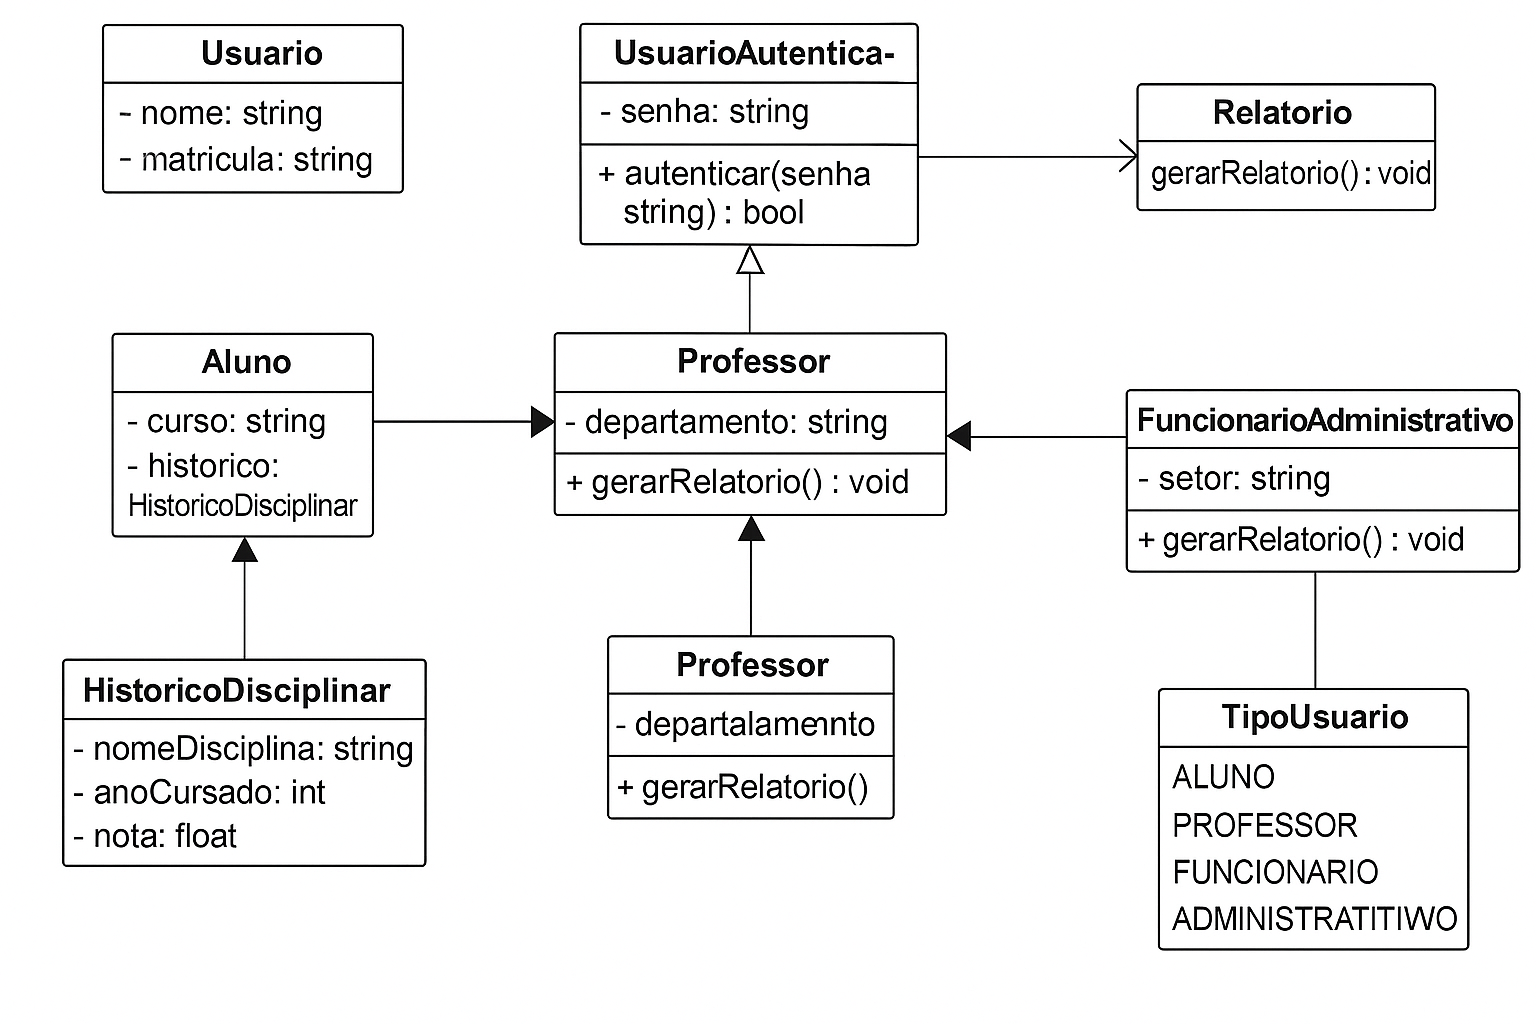 Usuario
- nome: string
- matricula: string
UsuarioAutentica-
- senha: string
+ autenticar(senha
string) : bool
Relatorio
gerarRelatorio() : void
Aluno
- curso: string
- historico:
HistoricoDisciplinar
Professor
- departamento: string
+ gerarRelatorio() : void
FuncionarioAdministrativo
- setor: string
+ gerarRelatorio() : void
HistoricoDisciplinar
- nomeDisciplina: string
- anoCursado: int
- nota: float
Professor
- departalamennto
+ gerarRelatorio()
TipoUsuario
ALUNO
PROFESSOR
FUNCIONARIO
ADMINISTRATITIVVO